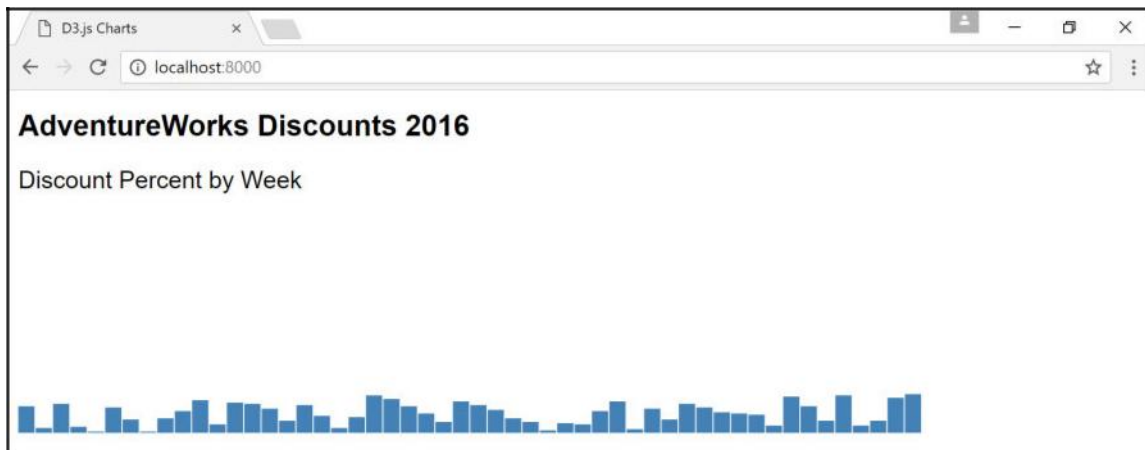 D3.js Charts
localhost:8000
AdventureWorks Discounts 2016
Discount Percent by Week